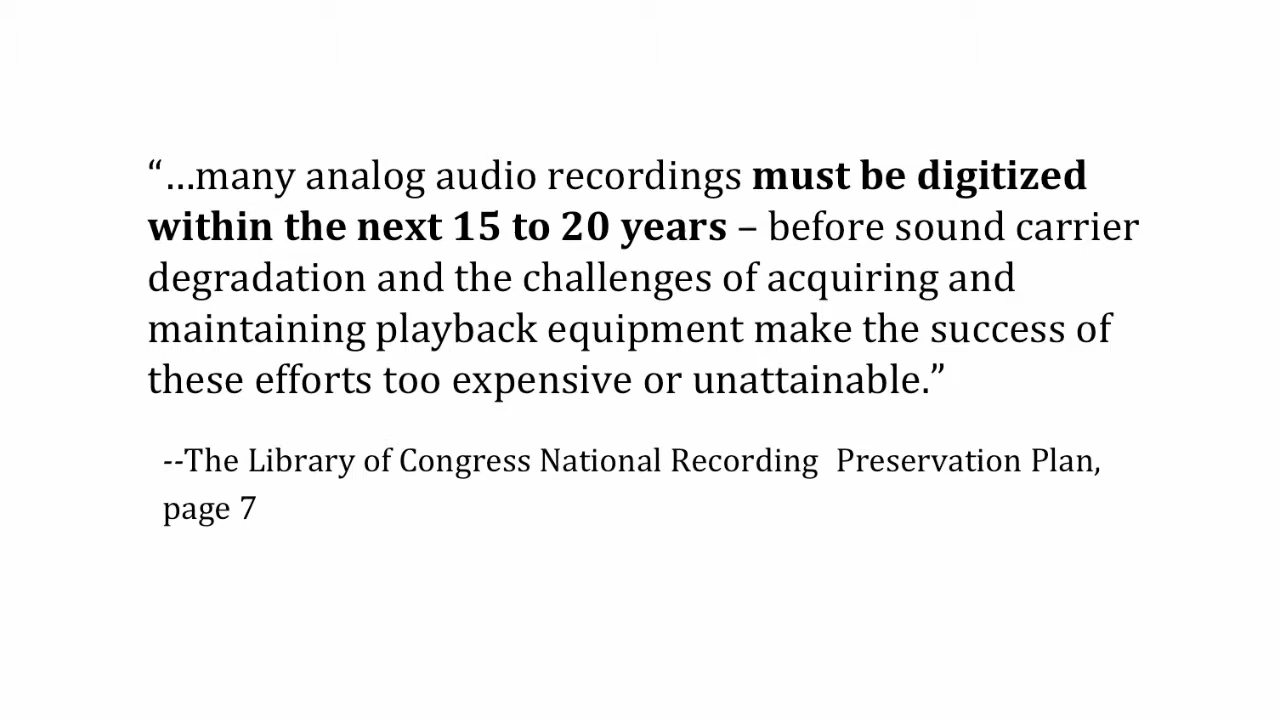 “…many analog audio recordings must be digitized
within the next 15 to 20 years – before sound carrier
degradation and the challenges of acquiring and
maintaining playback equipment make the success of
these efforts too expensive or unattainable.”
--The Library of Congress National Recording  Preservation Plan,
page 7